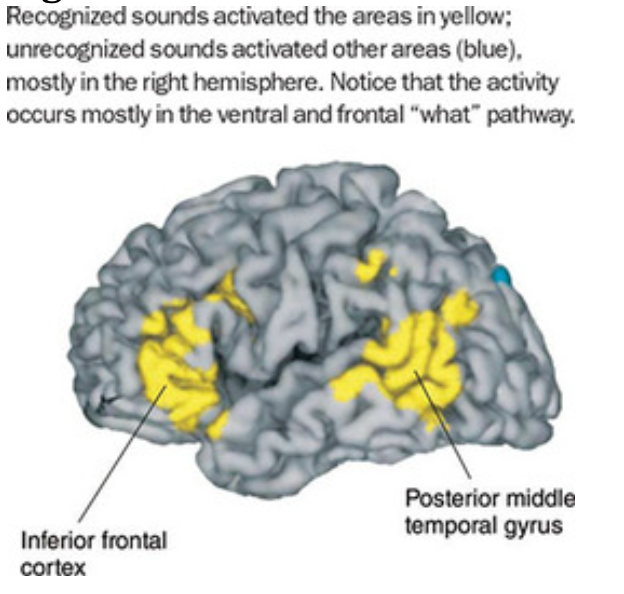 Recognized sounds activated the areas in yellow;
unrecognized sounds activated other areas (blue),
mostly in the right hemisphere. Notice that the activity
occurs mostly in the ventral and frontal “what” pathway.
Inferior frontal
cortex
Posterior middle
temporal gyrus